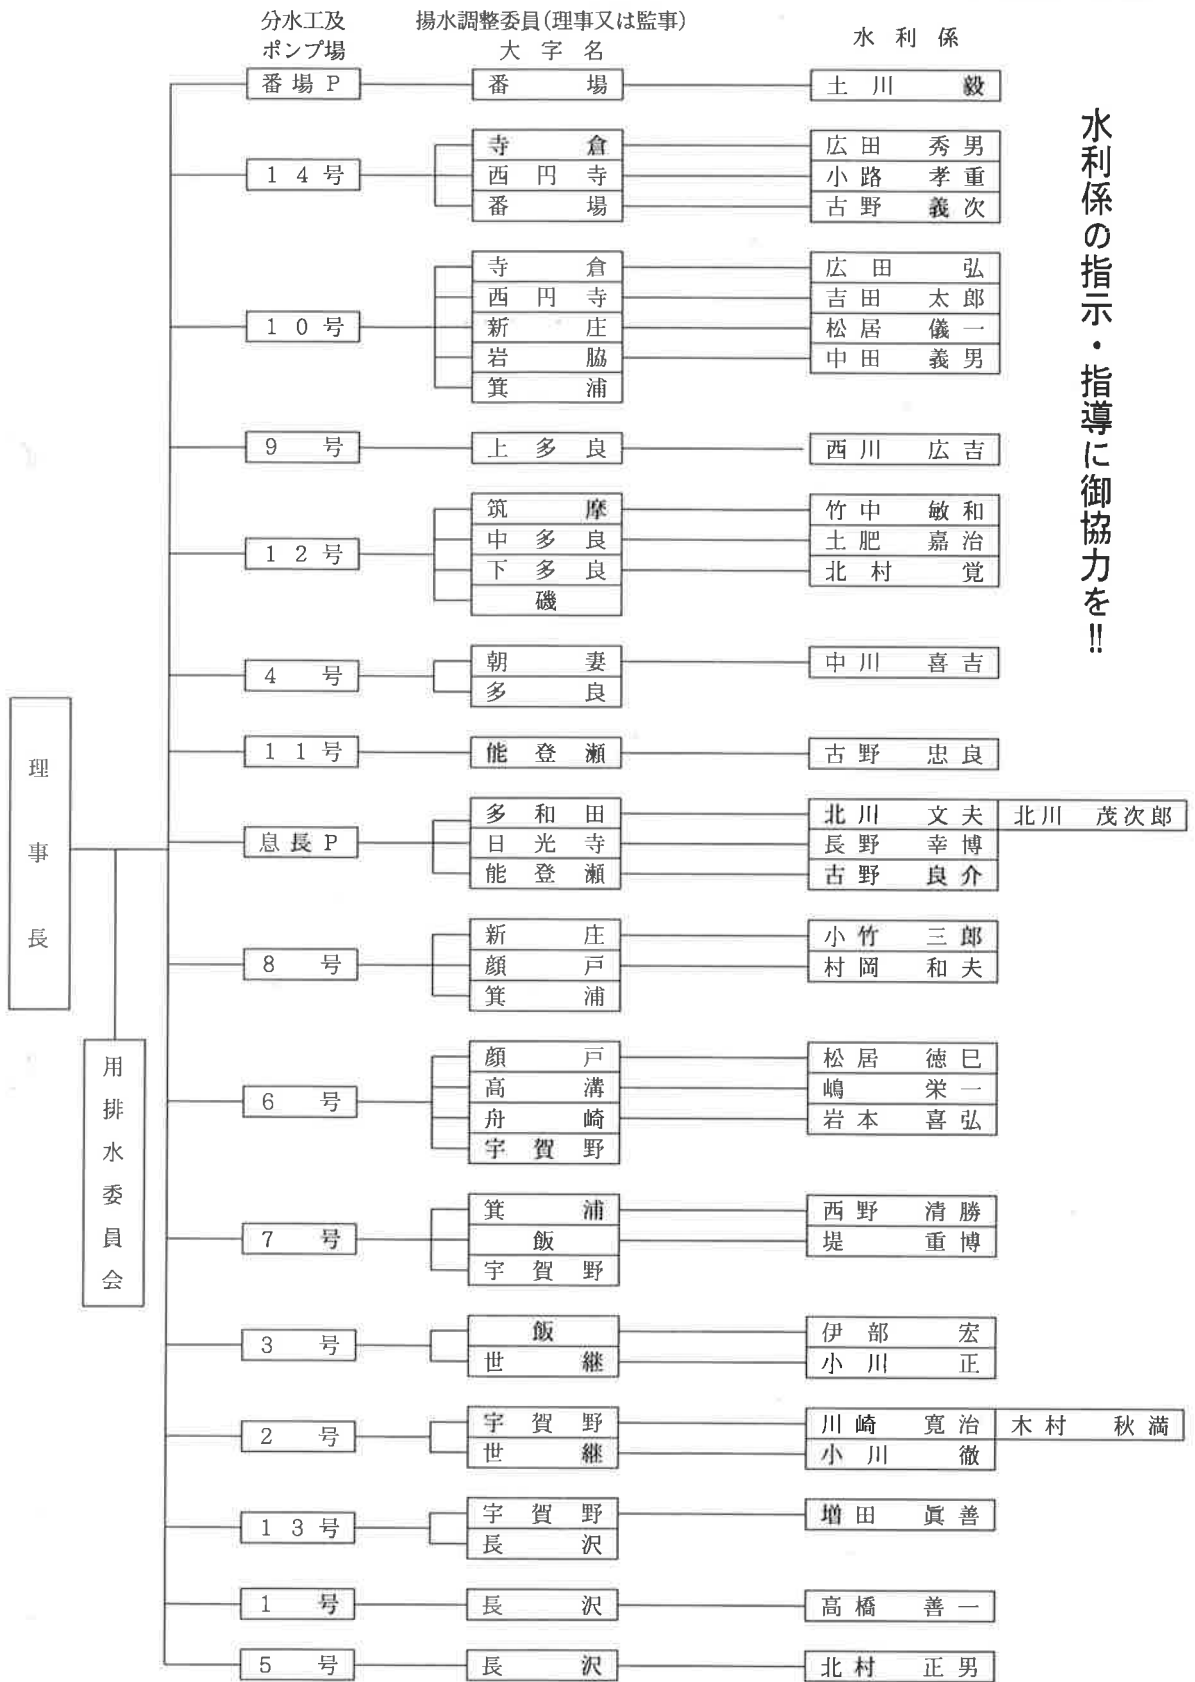 分水工及
ポンプ場
揚水調整委員(理事又は監事)
大字名
水利係
水利係の指示・指導に御協力を!!
理事長
用排水委員会
番場P 番場 土川 毅
14号
寺倉 広田 秀男
西円寺 小路 孝重
番場 古野 義次
10号
寺倉 広田 弘
西円寺 吉田 太郎
新庄 松居 儀一
岩脇 中田 義男
箕浦
9号 上多良 西川 広吉
12号
筑摩 竹中 敏和
中多良 土肥 嘉治
下多良 北村 覚
磯
4号
朝妻 中川 喜吉
多良
11号 能登瀬 古野 忠良
息長P
多和田 北川 文夫 北川 茂次郎
日光寺 長野 幸博
能登瀬 古野 良介
8号
新庄 小竹 三郎
顔戸 村岡 和夫
箕浦
6号
顔戸 松居 徳巳
高溝 嶋 栄一
舟崎 岩本 喜弘
宇賀野
7号
箕浦 西野 清勝
飯 堤 重博
宇賀野
3号
飯 伊部 宏
世継 小川 正
2号
宇賀野 川崎 寛治 木村 秋満
世継 小川 徹
13号
宇賀野 増田 眞善
長沢
1号 長沢 高橋 善一
5号 長沢 北村 正男